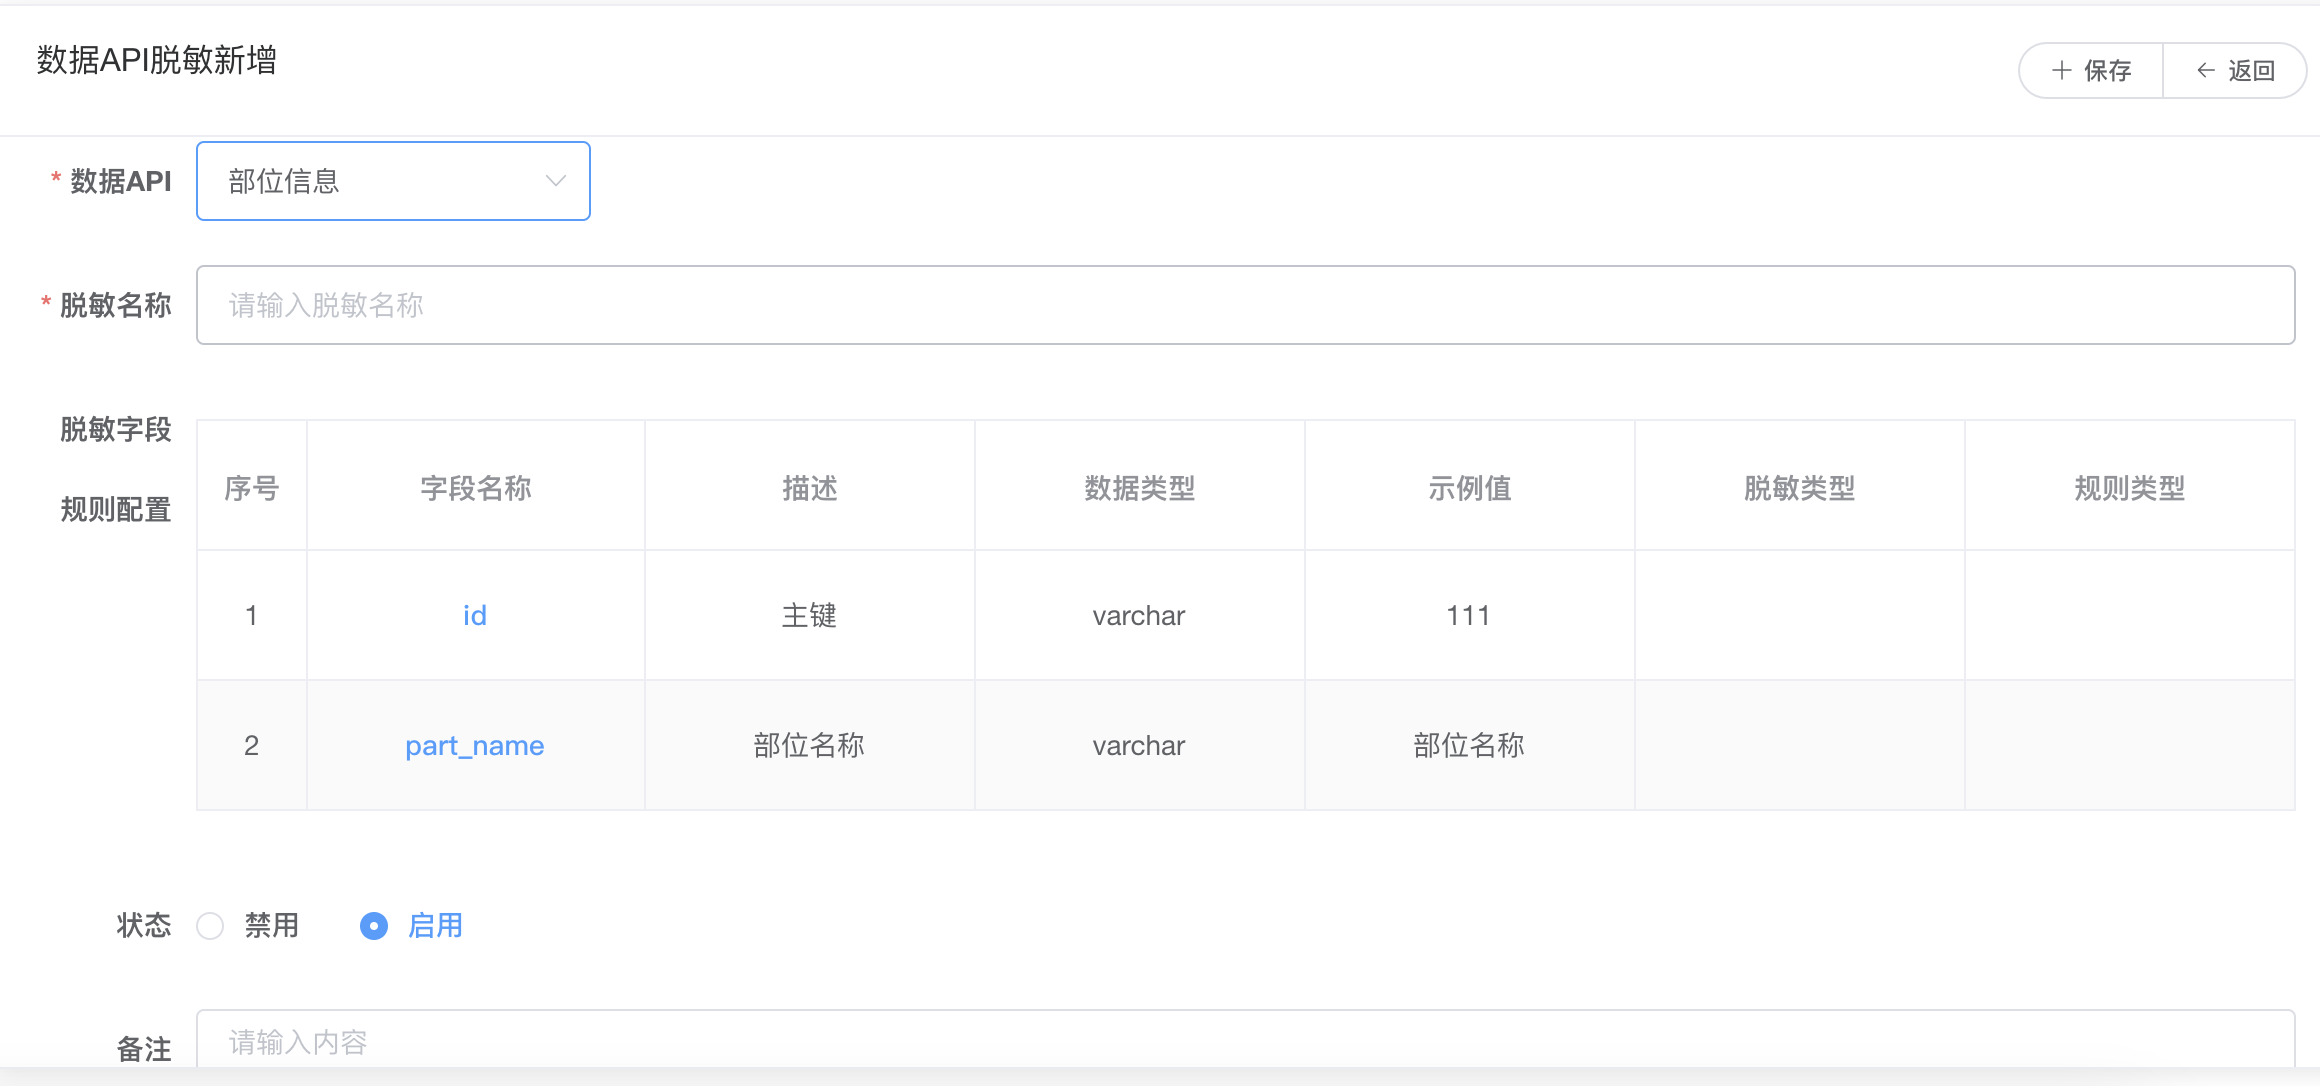 数据API脱敏新增
保存
返回
* 数据API
部位信息
* 脱敏名称
请输入脱敏名称
脱敏字段
规则配置
序号 字段名称 描述 数据类型 示例值 脱敏类型 规则类型
1 id 主键 varchar 111
2 part_name 部位名称 varchar 部位名称
状态 禁用 启用
备注
请输入内容